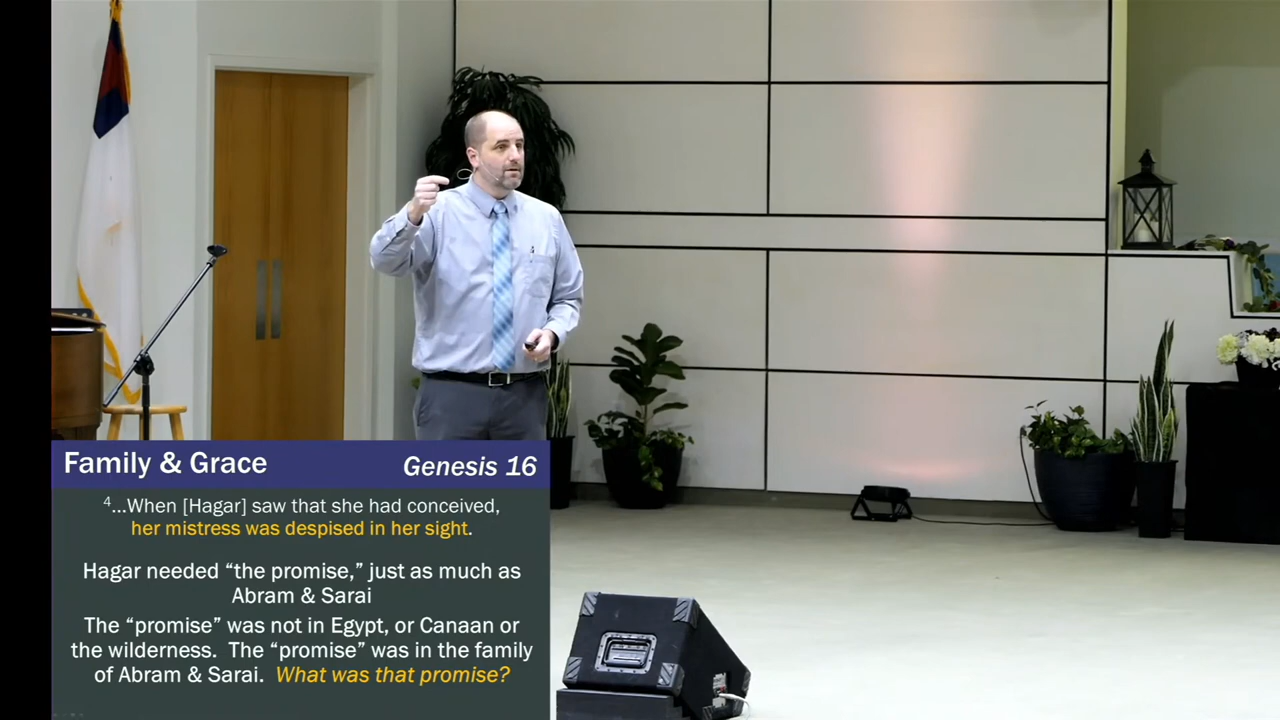 Family & Grace
Genesis 16
4...When [Hagar] saw that she had conceived,
her mistress was despised in her sight.
Hagar needed “the promise,” just as much as
Abram & Sarai
The “promise” was not in Egypt, or Canaan or
the wilderness.  The “promise” was in the family
of Abram & Sarai.  What was that promise?